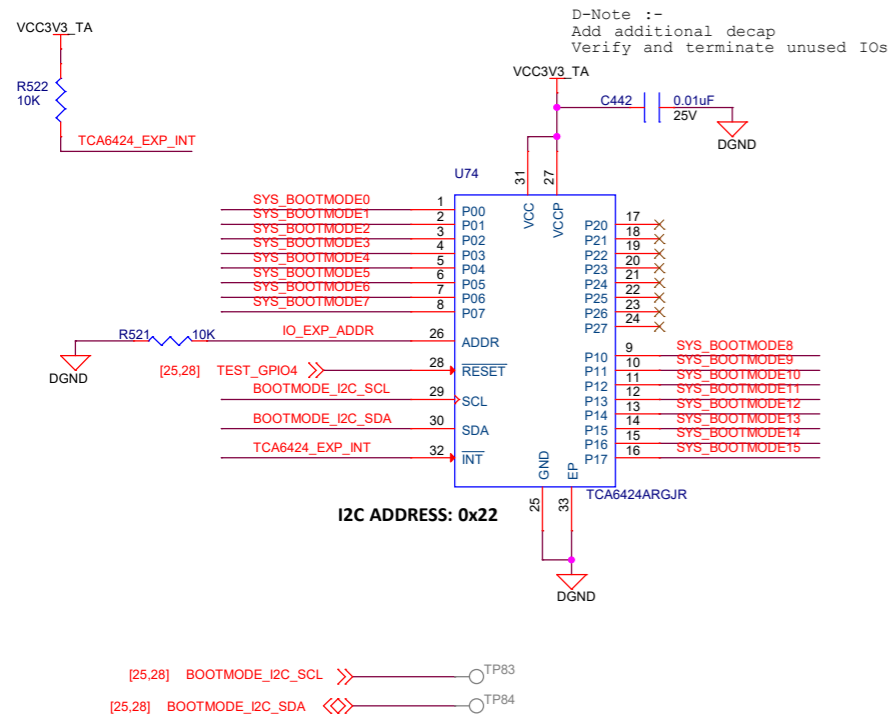 D-Note :-
Add additional decap
Verify and terminate unused IOs
VCC3V3_TA
R522
10K
TCA6424_EXP_INT
VCC3V3_TA
C442
0.01uF
25V
DGND
U74
31
27
VCC
VCCP
SYS_BOOTMODE0
1
P00
SYS_BOOTMODE1
2
P01
SYS_BOOTMODE2
3
P02
SYS_BOOTMODE3
4
P03
SYS_BOOTMODE4
5
P04
SYS_BOOTMODE5
6
P05
SYS_BOOTMODE6
7
P06
SYS_BOOTMODE7
8
P07
P20
17
P21
18
P22
19
P23
20
P24
21
P25
22
P26
23
P27
24
R521
10K
DGND
IO_EXP_ADDR
26
ADDR
[25,28] TEST_GPIO4
28
RESET
BOOTMODE_I2C_SCL
29
SCL
BOOTMODE_I2C_SDA
30
SDA
TCA6424_EXP_INT
32
INT
P10
9
SYS_BOOTMODE8
P11
10
SYS_BOOTMODE9
P12
11
SYS_BOOTMODE10
P13
12
SYS_BOOTMODE11
P14
13
SYS_BOOTMODE12
P15
14
SYS_BOOTMODE13
P16
15
SYS_BOOTMODE14
P17
16
SYS_BOOTMODE15
GND
EP
25
33
TCA6424ARGJR
I2C ADDRESS: 0x22
DGND
[25,28] BOOTMODE_I2C_SCL
TP83
[25,28] BOOTMODE_I2C_SDA
TP84